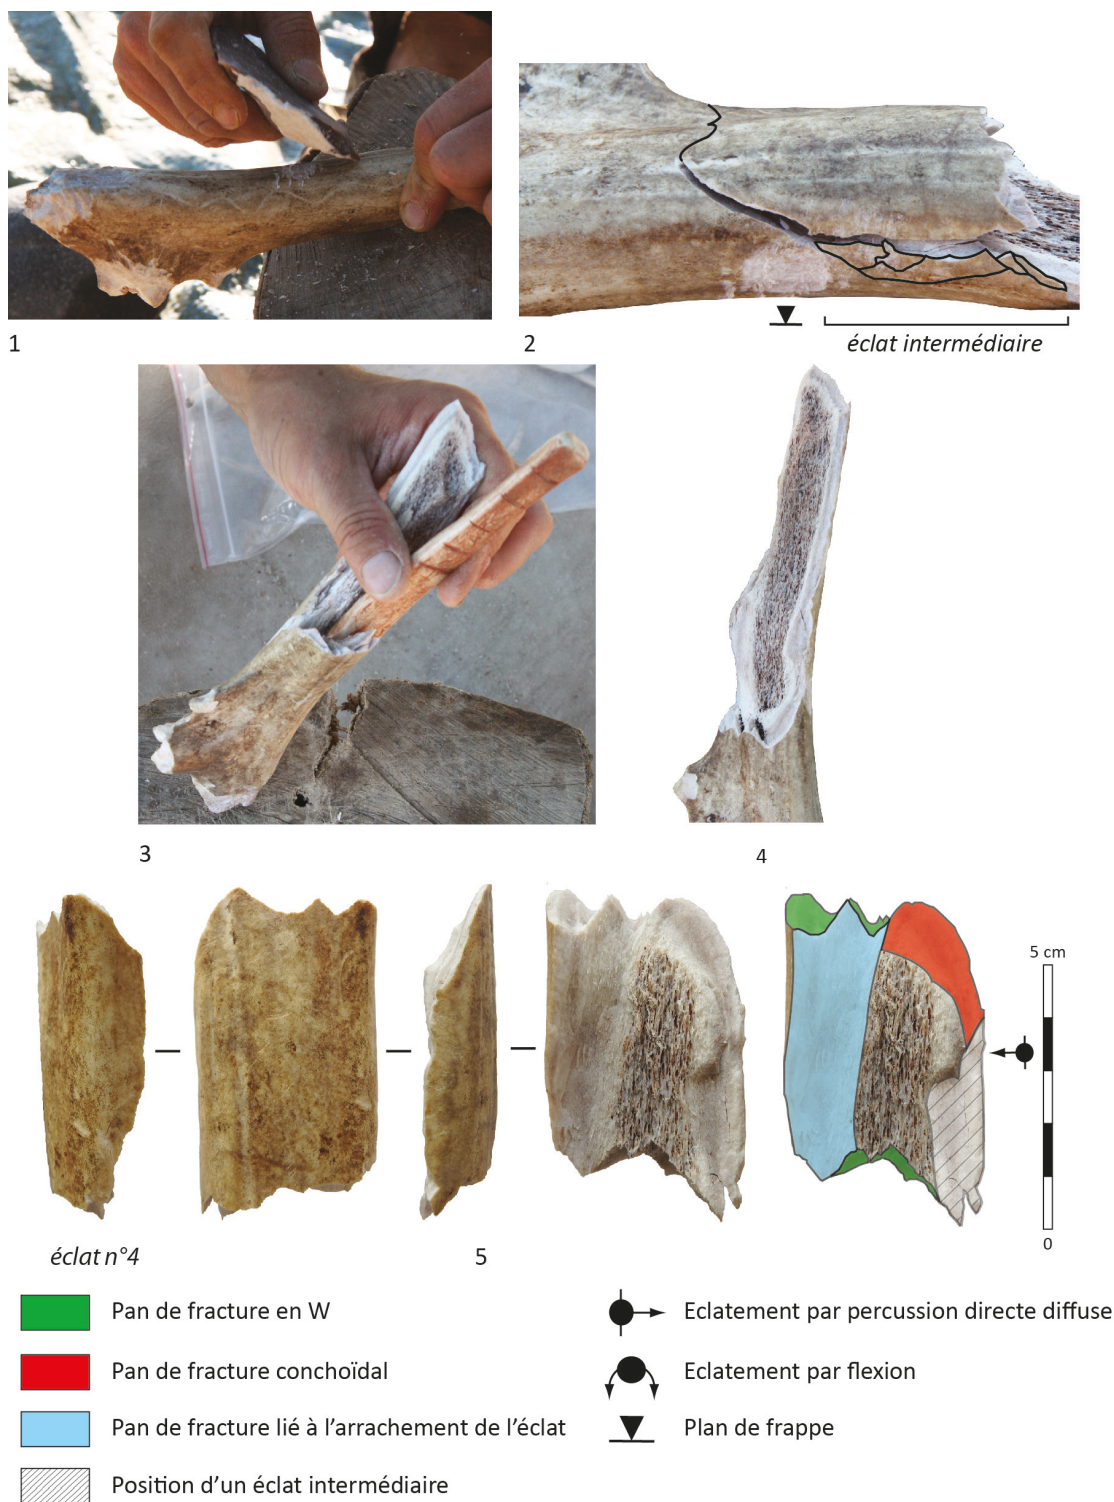 1
2
éclat intermédiaire
3
4
5 cm
0
éclat n°4
5
Pan de fracture en W
Eclatement par percussion directe diffuse
Pan de fracture conchoïdal
Eclatement par flexion
Pan de fracture lié à l'arrachement de l'éclat
Plan de frappe
Position d'un éclat intermédiaire